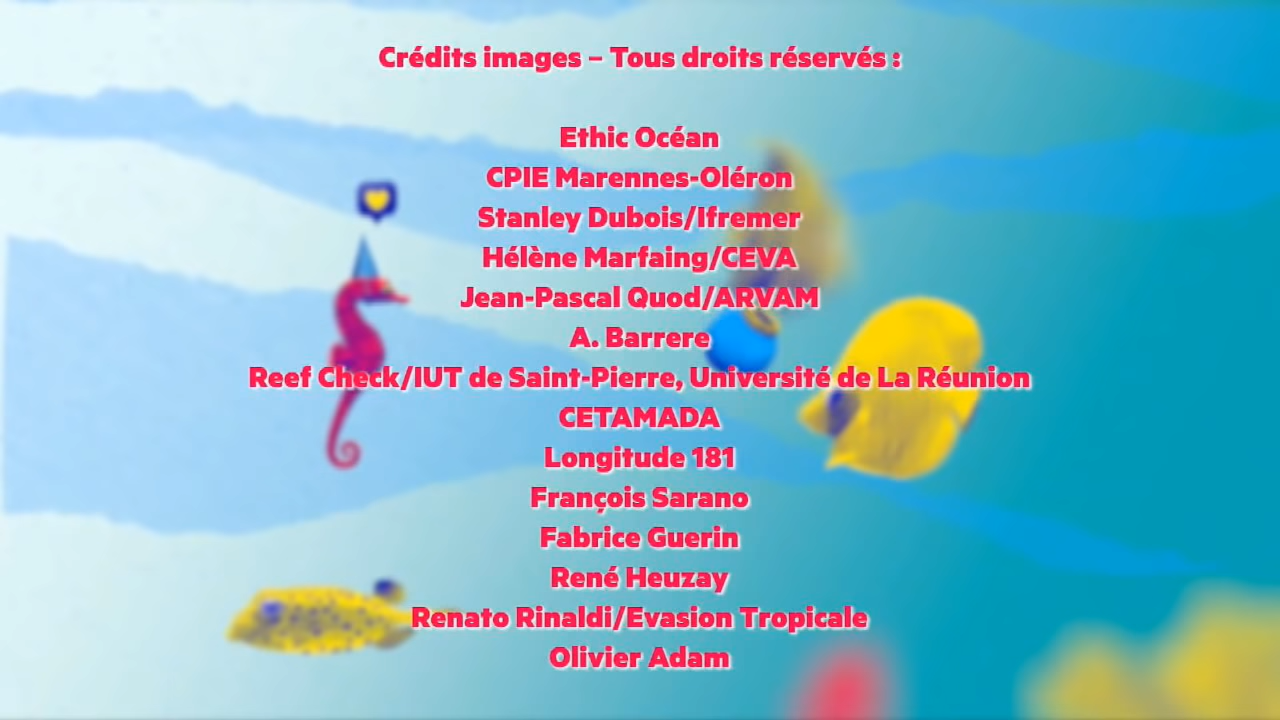 Crédits images – Tous droits réservés :
Ethic Océan
CPIE Marennes-Oléron
Stanley Dubois/Ifremer
Hélène Marfaing/CEVA
Jean-Pascal Quod/ARVAM
A. Barrere
Reef Check/IUT de Saint-Pierre, Université de La Réunion
CETAMADA
Longitude 181
François Sarano
Fabrice Guerin
René Heuzay
Renato Rinaldi/Evasion Tropicale
Olivier Adam